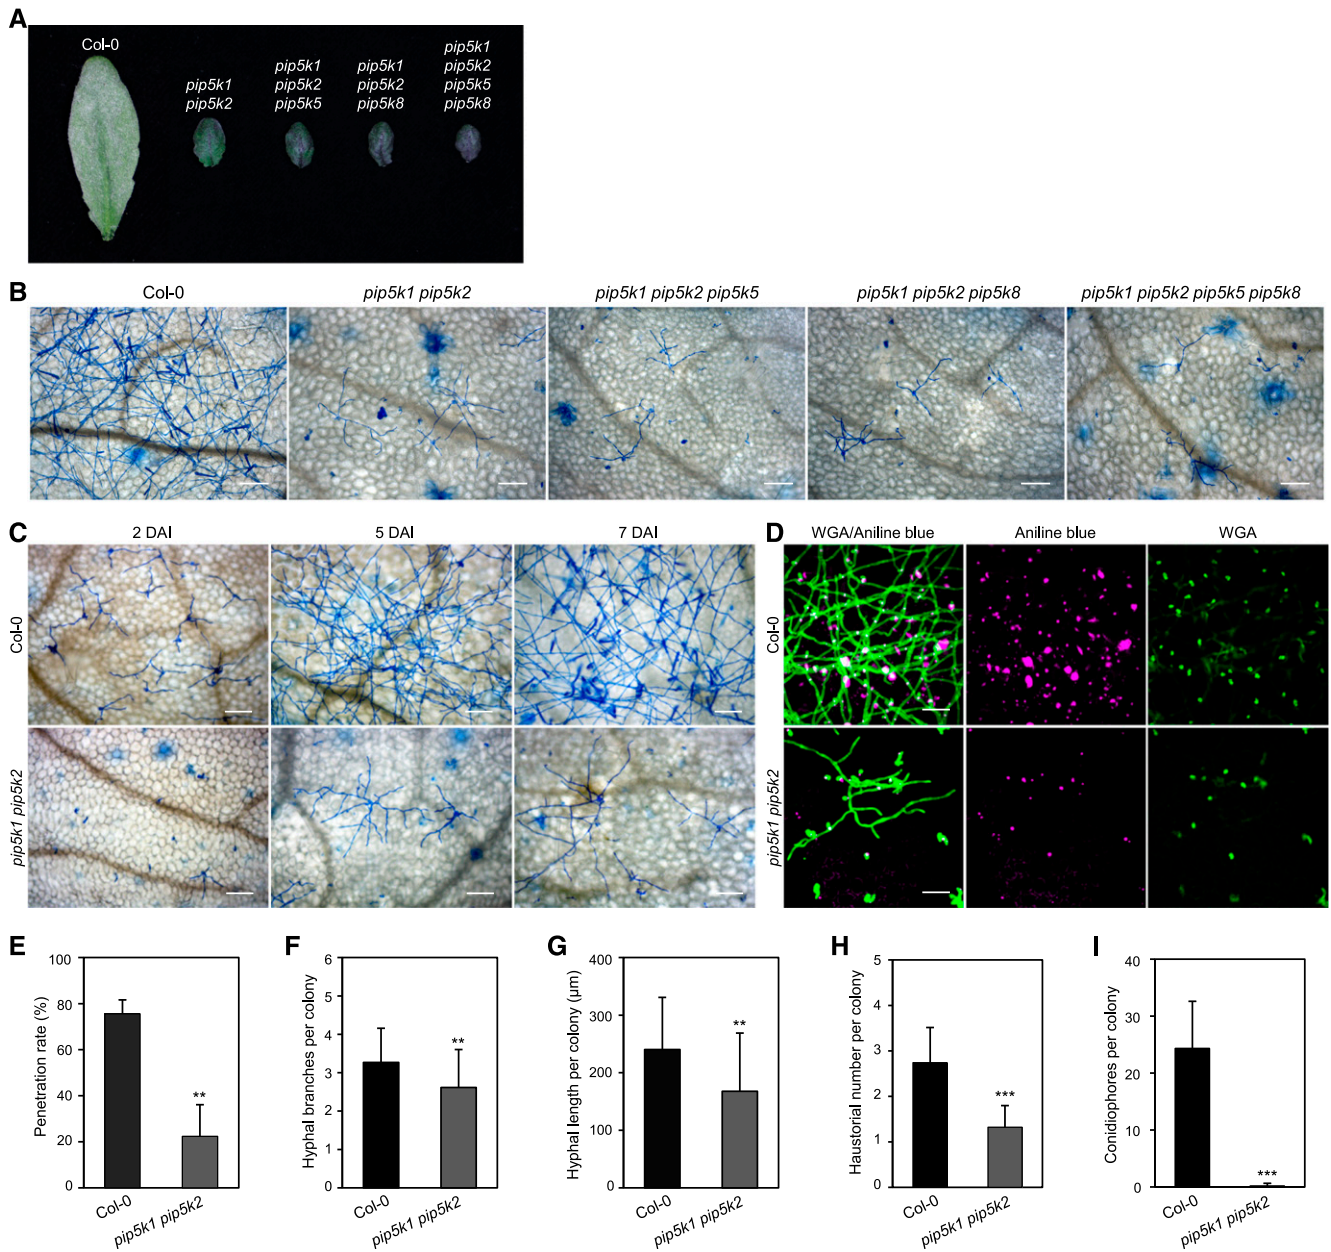 A
Col-0
pip5k1
pip5k2
pip5k1
pip5k2
pip5k5
pip5k1
pip5k2
pip5k8
pip5k1
pip5k2
pip5k5
pip5k8
B
Col-0
pip5k1 pip5k2
pip5k1 pip5k2 pip5k5
pip5k1 pip5k2 pip5k8
pip5k1 pip5k2 pip5k5 pip5k8
C
2 DAI
5 DAI
7 DAI
Col-0
pip5k1 pip5k2
D
WGA/Aniline blue
Aniline blue
WGA
Col-0
pip5k1 pip5k2
E
Penetration rate (%)
100
80
60
40
20
0
**
Col-0
pip5k1 pip5k2
F
Hyphal branches per colony
6
5
4
3
2
1
0
**
Col-0
pip5k1 pip5k2
G
Hyphal length per colony (µm)
400
300
200
100
0
**
Col-0
pip5k1 pip5k2
H
Haustorial number per colony
5
4
3
2
1
0
***
Col-0
pip5k1 pip5k2
I
Conidiophores per colony
40
30
20
10
0
***
Col-0
pip5k1 pip5k2